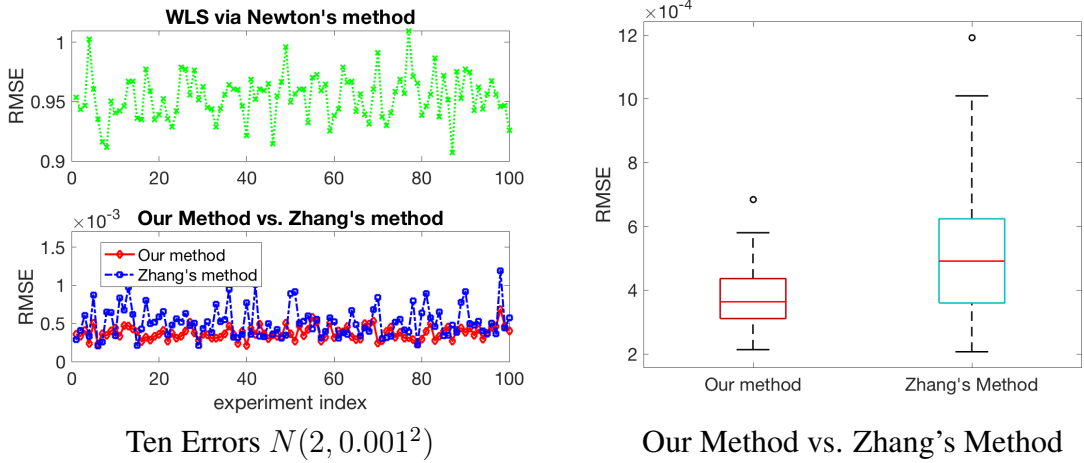 WLS via Newton's method
1
0.95
0.9
RMSE
0 20 40 60 80 100
×10⁻³
Our Method vs. Zhang's method
1.5
1
0.5
0
RMSE
Our method
Zhang's method
0 20 40 60 80 100
experiment index
Ten Errors N(2, 0.001²)
×10⁻⁴
12
10
8
6
4
2
RMSE
Our method Zhang's Method
Our Method vs. Zhang's Method